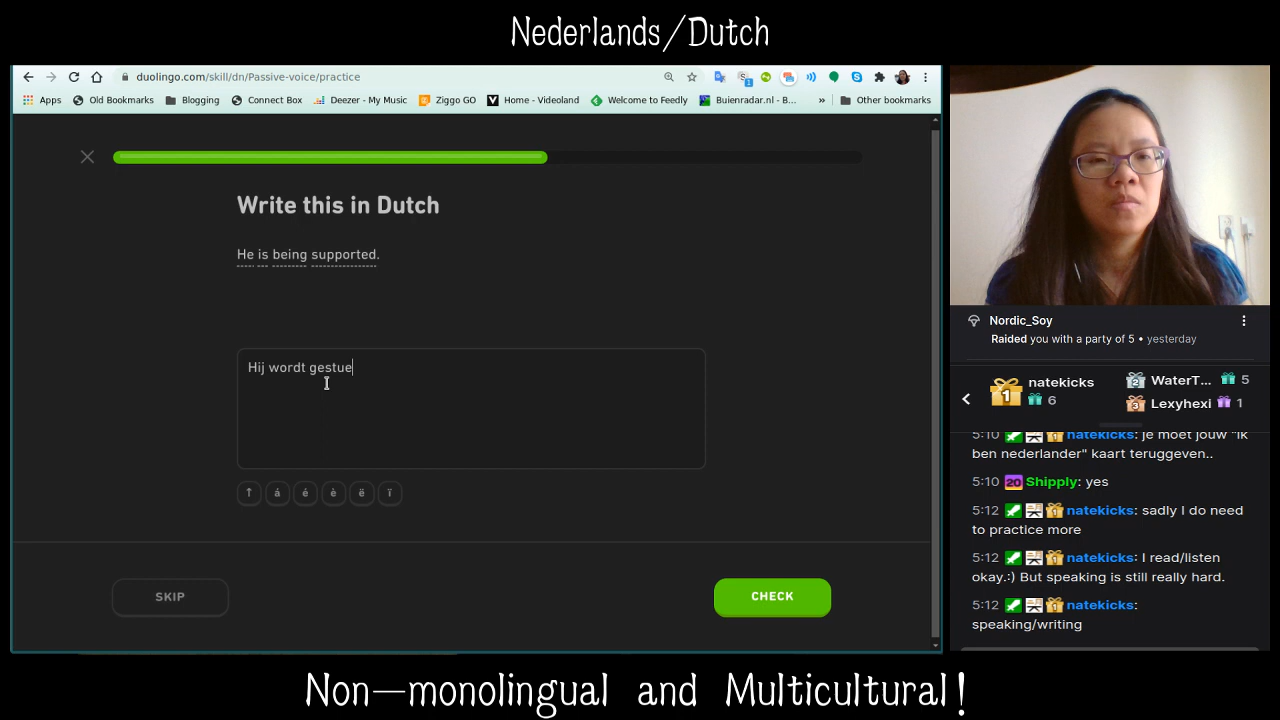 Nederlands/Dutch
duolingo.com/skill/dn/Passive-voice/practice
Apps Old Bookmarks Blogging Connect Box Deezer - My Music Ziggo GO Home - Videoland Welcome to Feedly Buienradar.nl - B... » Other bookmarks
Write this in Dutch
He is being supported.
Hij wordt gestue
↑ á é è ë ï
SKIP
CHECK
Nordic_Soy
Raided you with a party of 5 • yesterday
1 natekicks
6
2 WaterT... 5
3 Lexyhexi 1
5:10 natekicks: je moet jouw "ik
ben nederlander" kaart teruggeven..
5:10 20 Shipply: yes
5:12 natekicks: sadly I do need
to practice more
5:12 natekicks: I read/listen
okay.:) But speaking is still really hard.
5:12 natekicks:
speaking/writing
Non-monolingual and Multicultural!